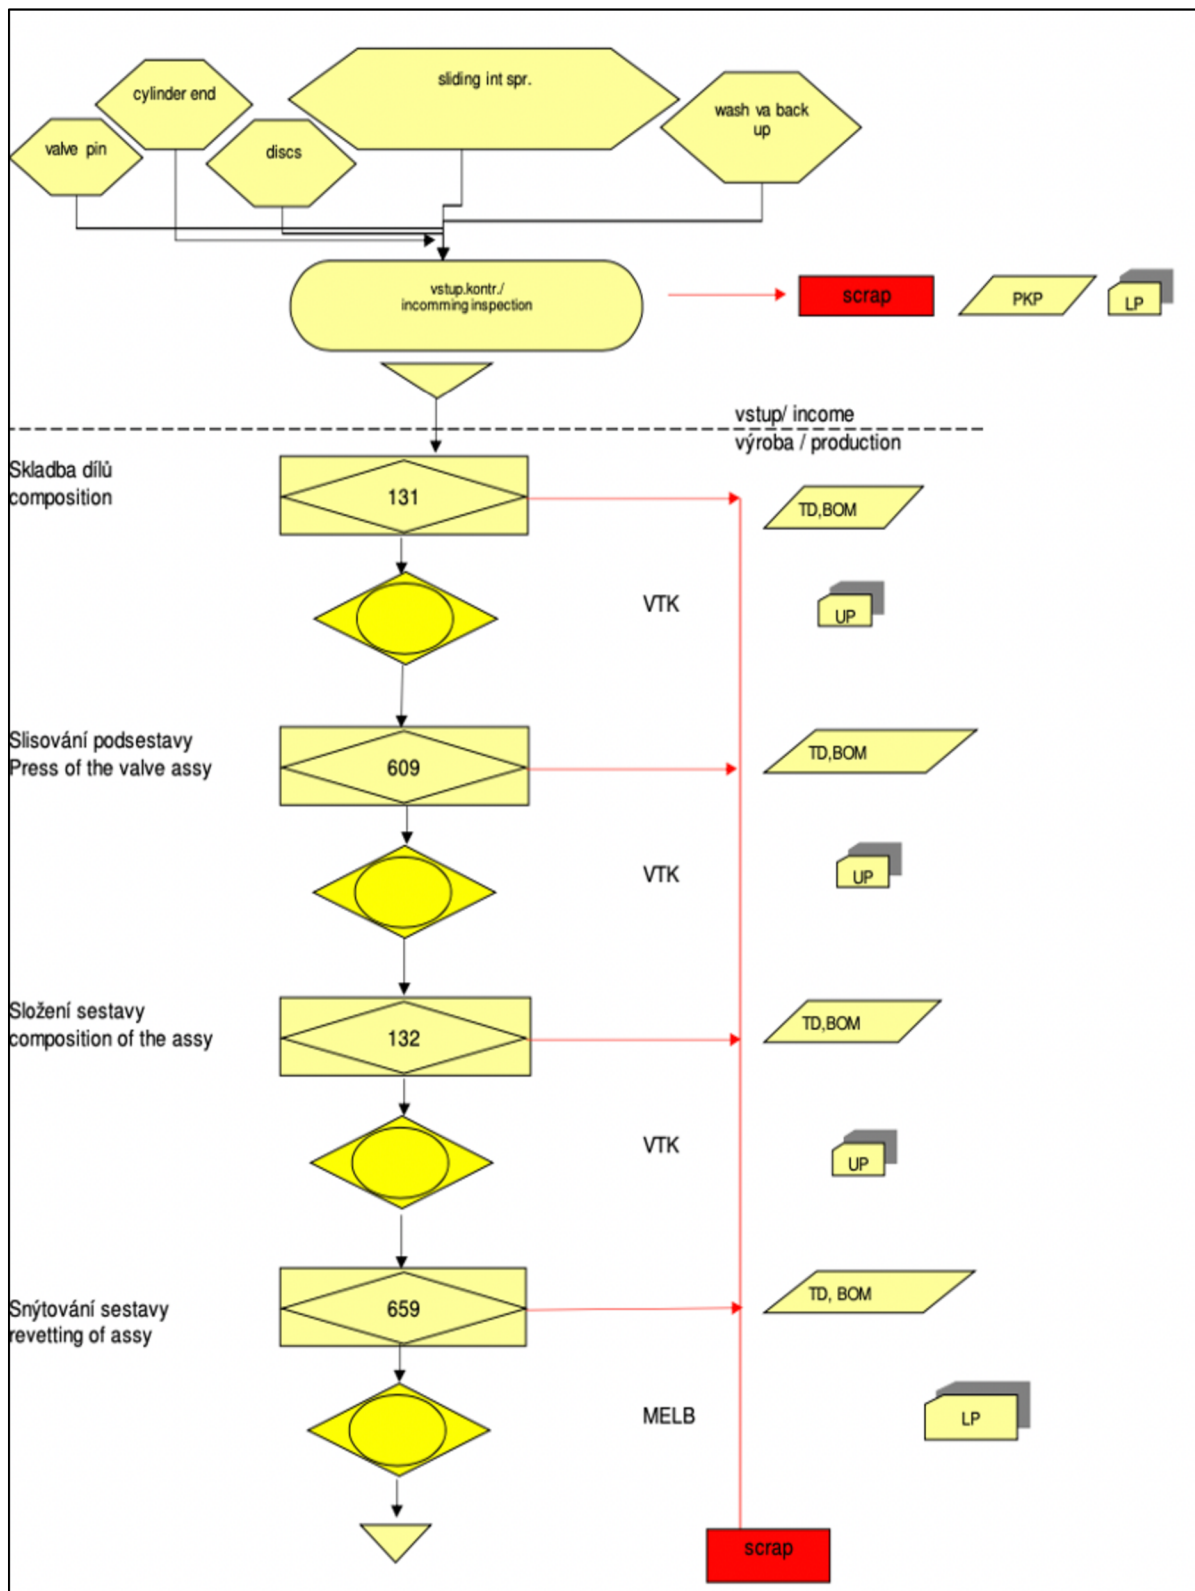 sliding int spr.
cylinder end
wash va back
up
valve pin
discs
vstup.kontr./
incomming inspection
scrap
PKP
LP
vstup/ income
výroba / production
Skladba dílů
composition
131
TD,BOM
VTK
UP
Slisování podsestavy
Press of the valve assy
609
TD,BOM
VTK
UP
Složení sestavy
composition of the assy
132
TD,BOM
VTK
UP
Snýtování sestavy
revetting of assy
659
TD, BOM
MELB
LP
scrap